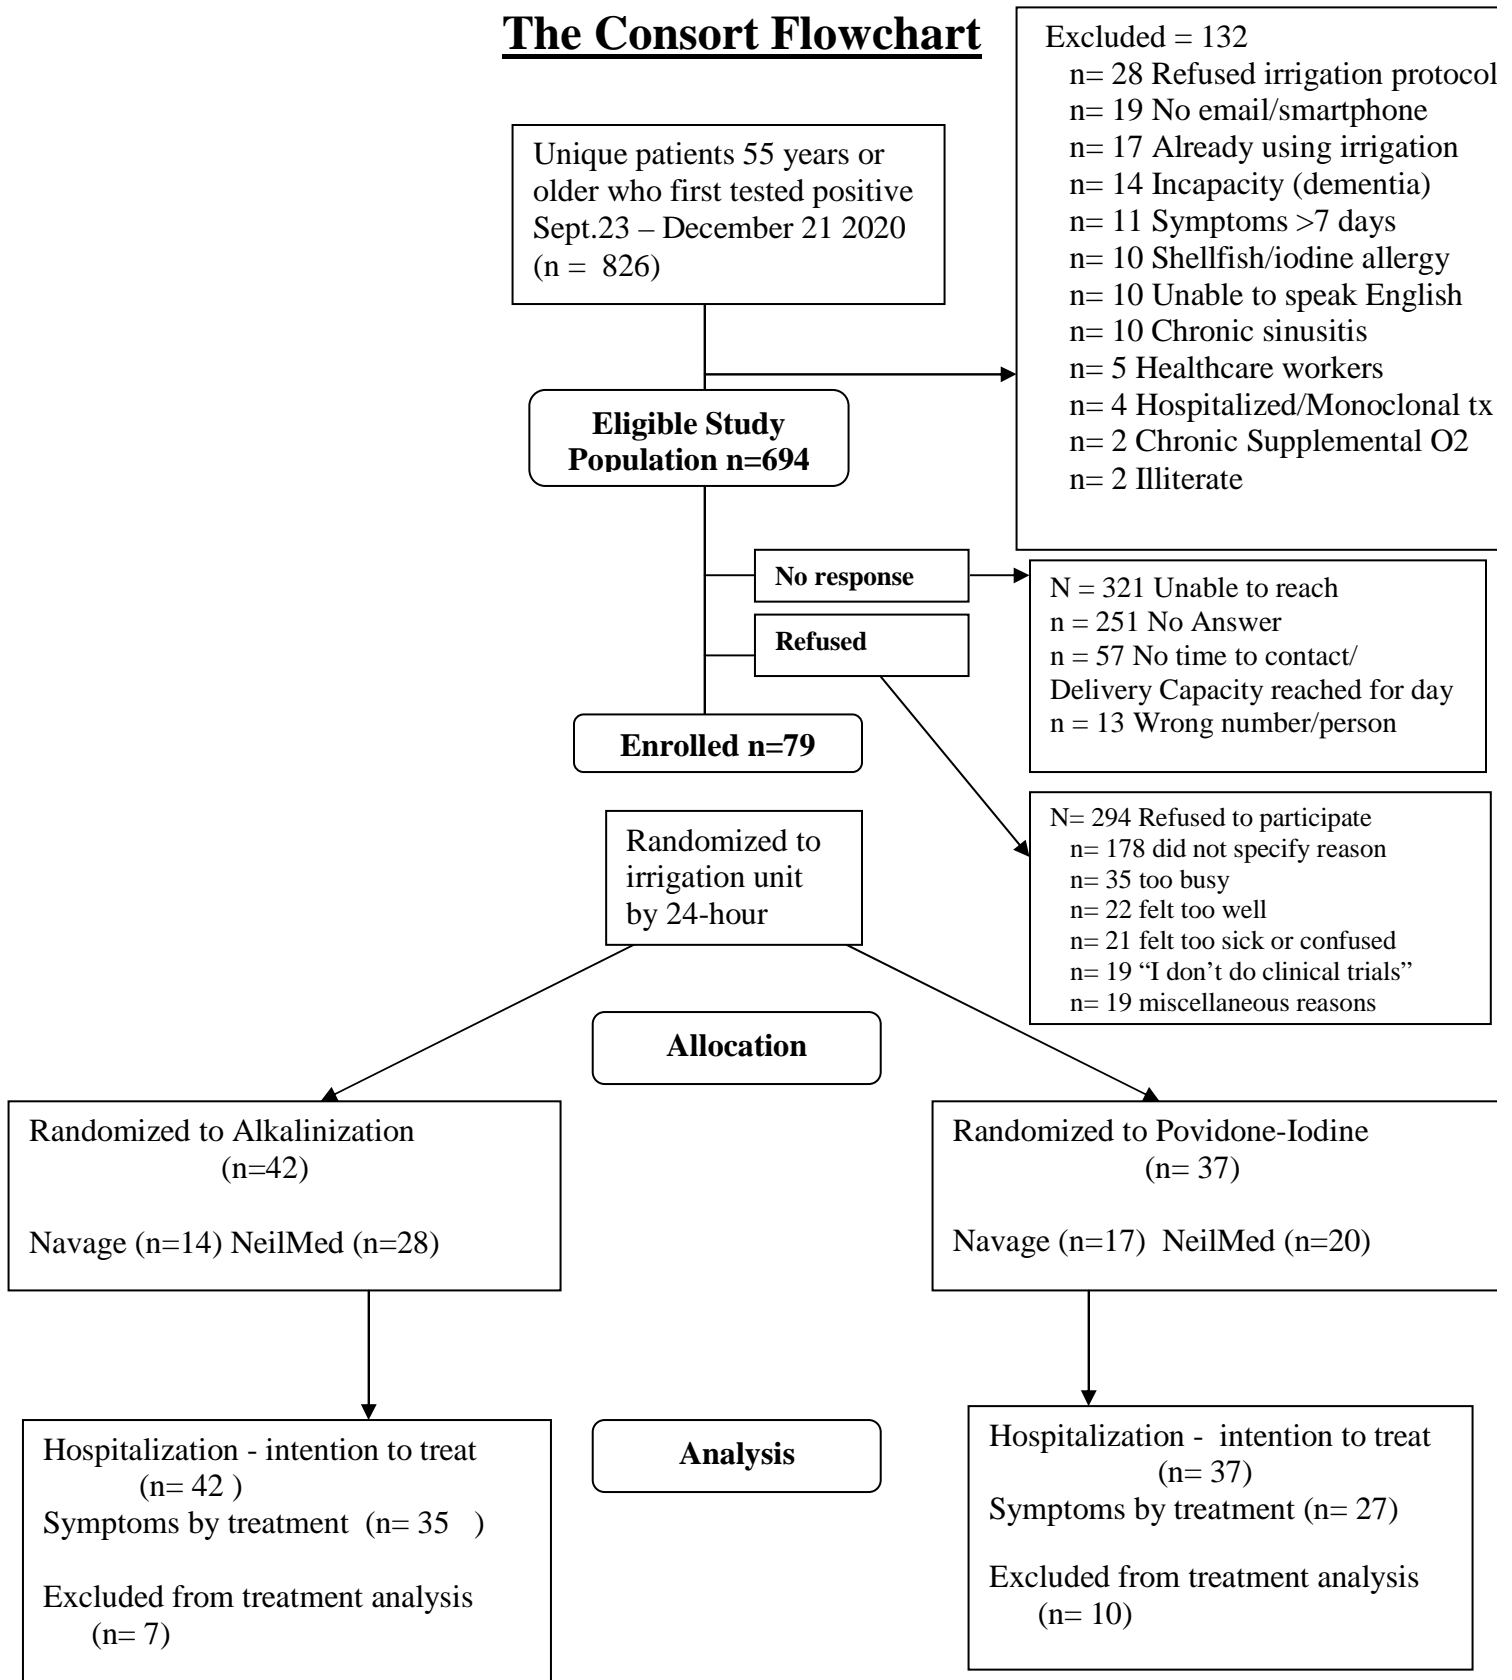 The Consort Flowchart
Excluded = 132
n= 28 Refused irrigation protocol
n= 19 No email/smartphone
n= 17 Already using irrigation
n= 14 Incapacity (dementia)
n= 11 Symptoms >7 days
n= 10 Shellfish/iodine allergy
n= 10 Unable to speak English
n= 10 Chronic sinusitis
n= 5 Healthcare workers
n= 4 Hospitalized/Monoclonal tx
n= 2 Chronic Supplemental O2
n= 2 Illiterate
Unique patients 55 years or
older who first tested positive
Sept.23 – December 21 2020
(n = 826)
Eligible Study
Population n=694
No response
N = 321 Unable to reach
n = 251 No Answer
n = 57 No time to contact/
Delivery Capacity reached for day
n = 13 Wrong number/person
Refused
N= 294 Refused to participate
n= 178 did not specify reason
n= 35 too busy
n= 22 felt too well
n= 21 felt too sick or confused
n= 19 “I don’t do clinical trials”
n= 19 miscellaneous reasons
Enrolled n=79
Randomized to
irrigation unit
by 24-hour
Allocation
Randomized to Alkalinization
(n=42)
Navage (n=14) NeilMed (n=28)
Randomized to Povidone-Iodine
(n= 37)
Navage (n=17) NeilMed (n=20)
Analysis
Hospitalization - intention to treat
(n= 42 )
Symptoms by treatment (n= 35 )
Excluded from treatment analysis
(n= 7)
Hospitalization - intention to treat
(n= 37)
Symptoms by treatment (n= 27)
Excluded from treatment analysis
(n= 10)